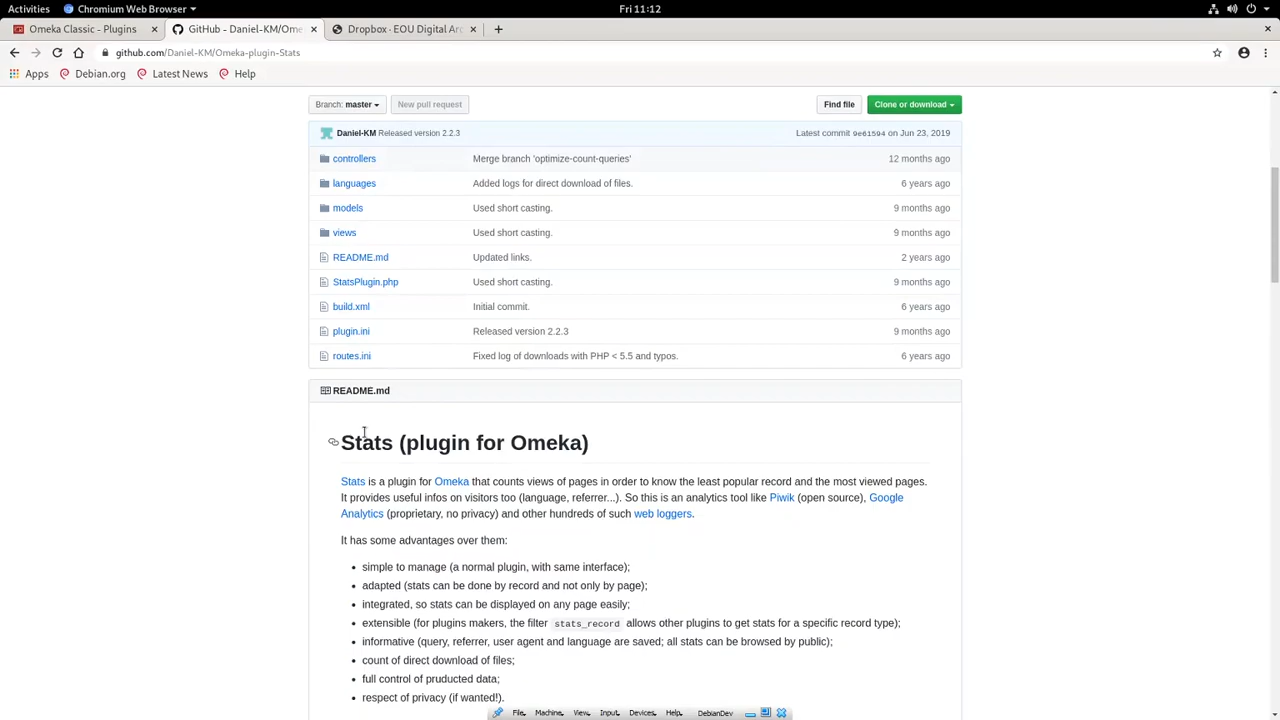 Activities Chromium Web Browser Fri 11:12
Omeka Classic - Plugins GitHub - Daniel-KM/Ome Dropbox - EOU Digital Arc
github.com/Daniel-KM/Omeka-plugin-Stats
Apps Debian.org Latest News Help
Branch: master New pull request Find file Clone or download
Daniel-KM Released version 2.2.3 Latest commit 9e61594 on Jun 23, 2019
controllers Merge branch 'optimize-count-queries' 12 months ago
languages Added logs for direct download of files. 6 years ago
models Used short casting. 9 months ago
views Used short casting. 9 months ago
README.md Updated links. 2 years ago
StatsPlugin.php Used short casting. 9 months ago
build.xml Initial commit. 6 years ago
plugin.ini Released version 2.2.3 9 months ago
routes.ini Fixed log of downloads with PHP < 5.5 and typos. 6 years ago
README.md
Stats (plugin for Omeka)
Stats is a plugin for Omeka that counts views of pages in order to know the least popular record and the most viewed pages.
It provides useful infos on visitors too (language, referrer...). So this is an analytics tool like Piwik (open source), Google
Analytics (proprietary, no privacy) and other hundreds of such web loggers.
It has some advantages over them:
• simple to manage (a normal plugin, with same interface);
• adapted (stats can be done by record and not only by page);
• integrated, so stats can be displayed on any page easily;
• extensible (for plugins makers, the filter stats_record allows other plugins to get stats for a specific record type);
• informative (query, referrer, user agent and language are saved; all stats can be browsed by public);
• count of direct download of files;
• full control of pruducted data;
• respect of privacy (if wanted!).
File Machine View Input Devices Help DebianDev